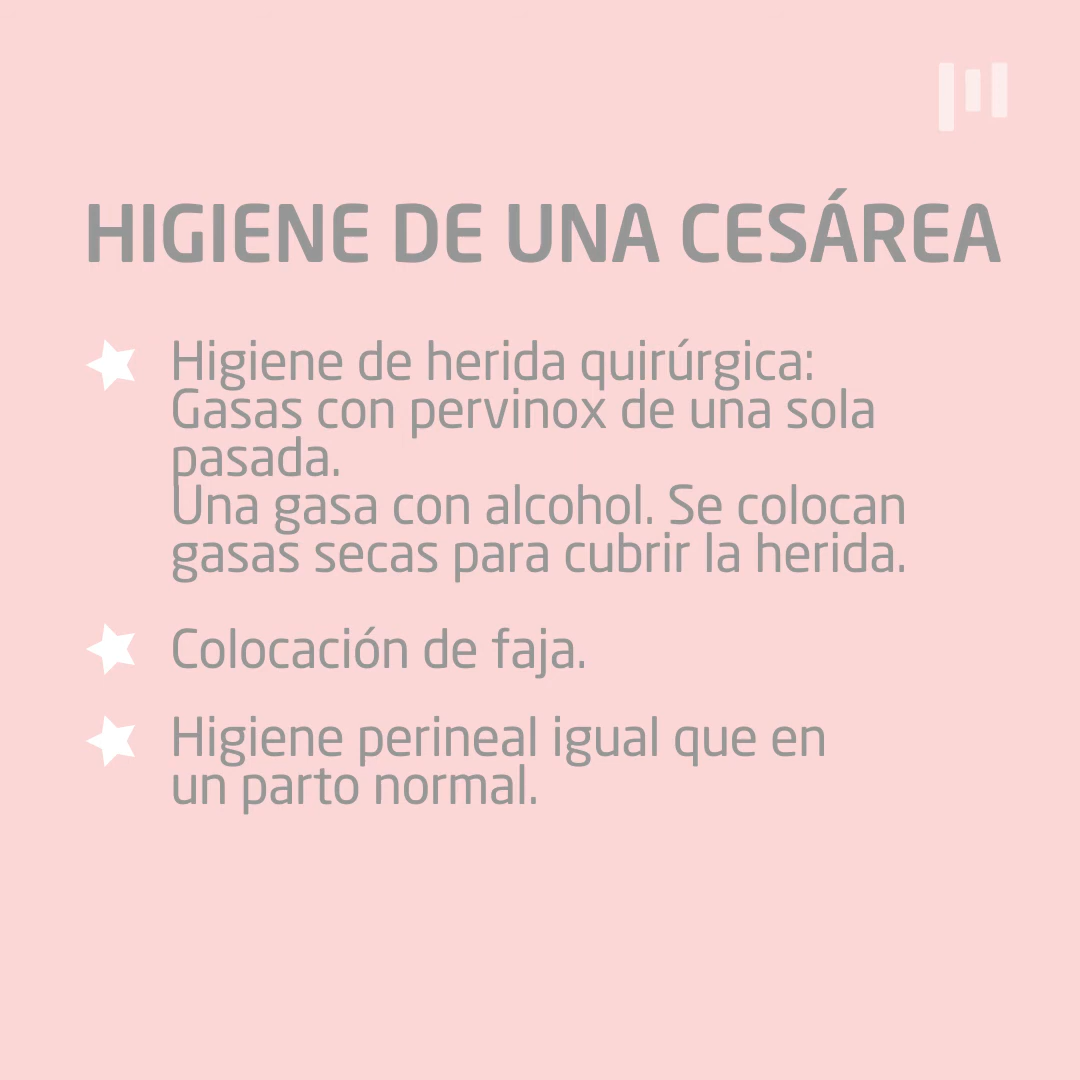 HIGIENE DE UNA CESÁREA
Higiene de herida quirúrgica:
Gasas con pervinox de una sola
pasada.
Una gasa con alcohol. Se colocan
gasas secas para cubrir la herida.
Colocación de faja.
Higiene perineal igual que en
un parto normal.